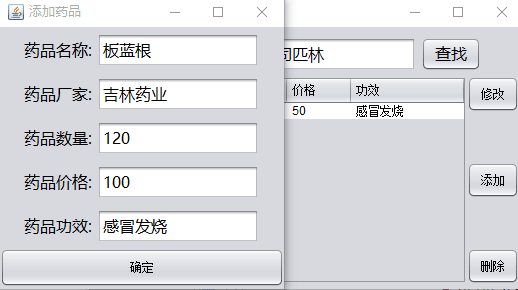 添加药品
药品名称: 板蓝根
药品厂家: 吉林药业
药品数量: 120
药品价格: 100
药品功效: 感冒发烧
确定
匹林 查找
价格 功效
50 感冒发烧
修改
添加
删除